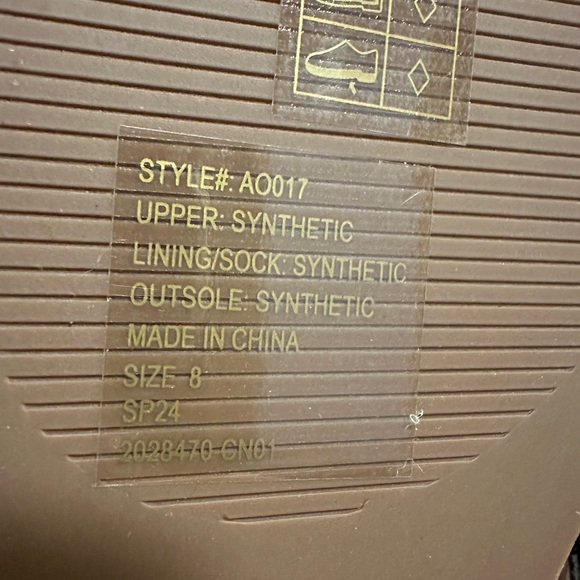 STYLE#: AO017
UPPER: SYNTHETIC
LINING/SOCK: SYNTHETIC
OUTSOLE: SYNTHETIC
MADE IN CHINA
SIZE 8
SP24
2028470-CN01